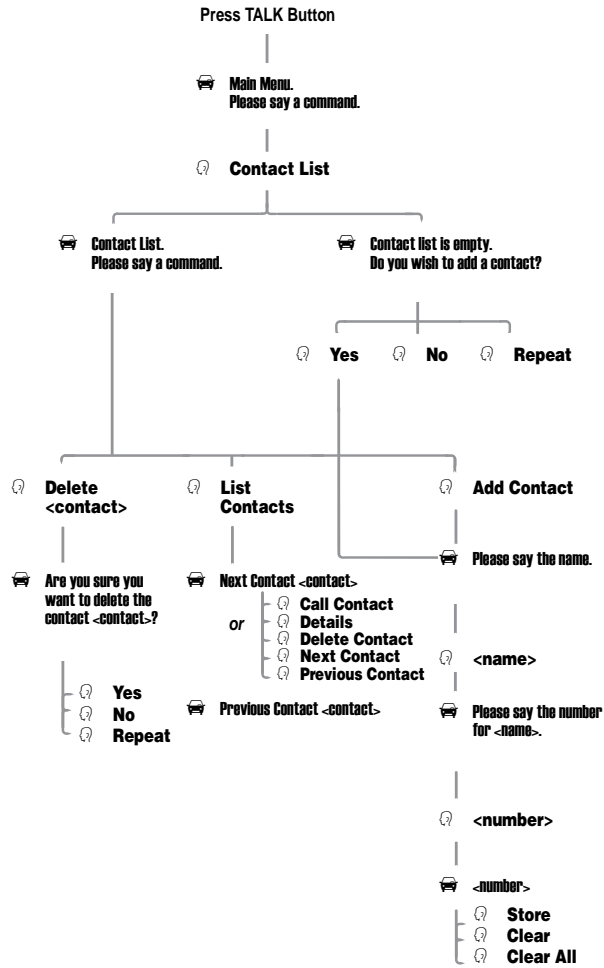 Press TALK Button
Main Menu.
Please say a command.
Contact List
Contact List.
Please say a command.
Contact list is empty.
Do you wish to add a contact?
Yes
No
Repeat
Delete
<contact>
List
Contacts
Add Contact
Please say the name.
Are you sure you
want to delete the
contact <contact>?
Yes
No
Repeat
Next Contact <contact>
or
Call Contact
Details
Delete Contact
Next Contact
Previous Contact
Previous Contact <contact>
<name>
Please say the number
for <name>.
<number>
<number>
Store
Clear
Clear All